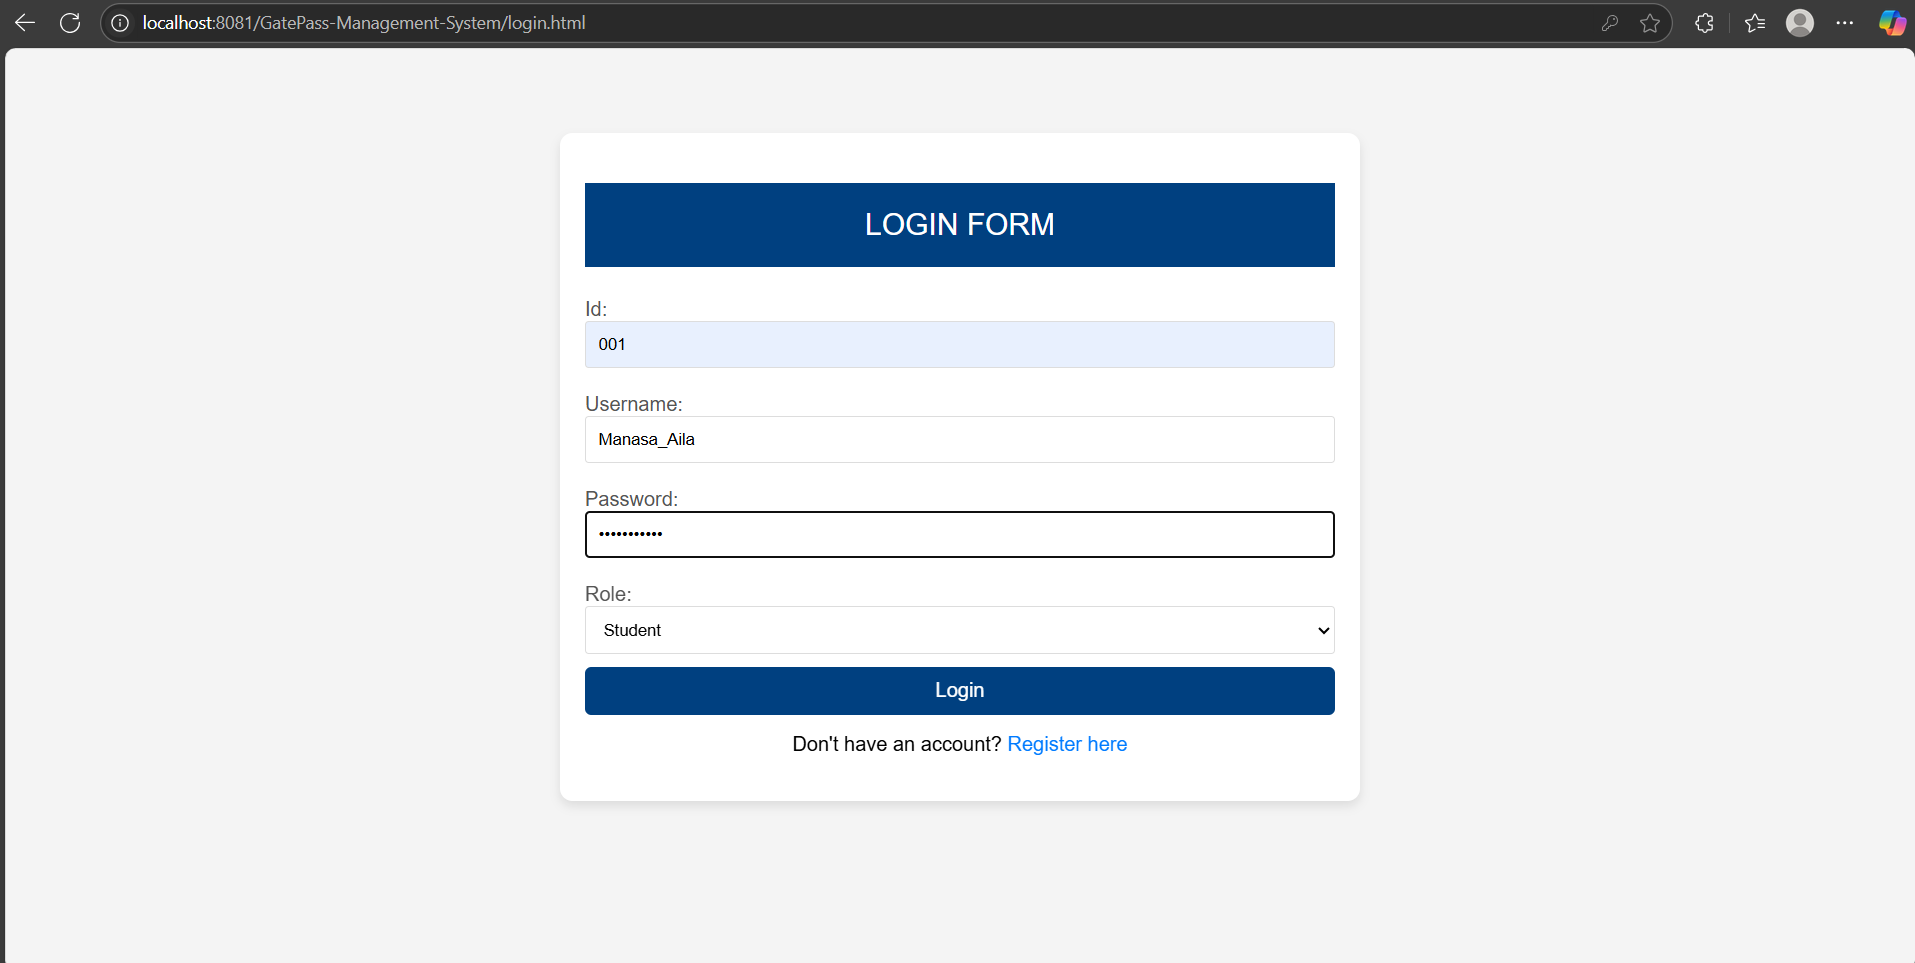 localhost:8081/GatePass-Management-System/login.html
LOGIN FORM
Id:
001
Username:
Manasa_Aila
Password:
•••••••••••
Role:
Student
Login
Don't have an account? Register here